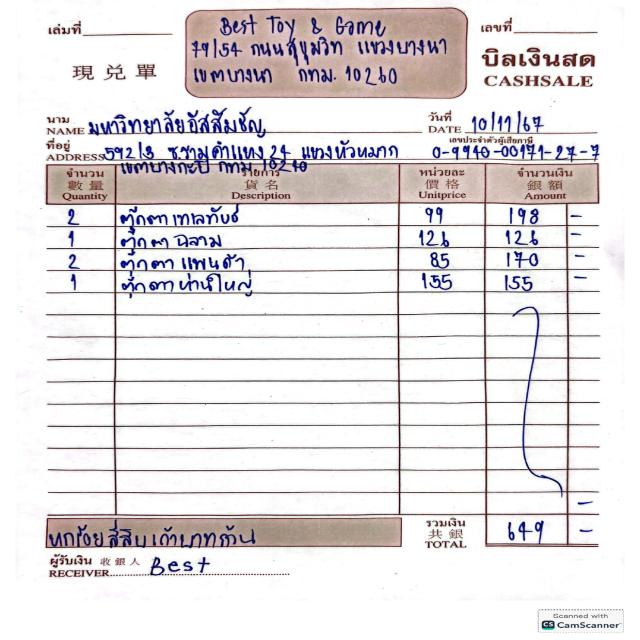 เล่มที่
Best Toy & Game
79/54 ถนนสุขุมวิท แขวงบางนา
เขตบางนา กทม. 10260
เลขที่
現兌單
บิลเงินสด
CASHSALE
นาม
NAME มหาวิทยาลัยอัสสัมชัญ
วันที่
DATE 10/11/67
ที่อยู่
ADDRESS 592/3 ซ.รามคำแหง 24 แขวงหัวหมาก
เขตบางกะปิ กทม 10240
เลขประจำตัวผู้เสียภาษี
0-9940-00171-27-7
จำนวน รายการ หน่วยละ จำนวนเงิน
數量 貨名 價格 銀額
Quantity Description Unitprice Amount
2 ตุ๊กตา เทเลทับช์ 99 198 -
1 ตุ๊กตา ฉลาม 126 126 -
2 ตุ๊กตา แพนด้า 85 170 -
1 ตุ๊กตา ห่านใหญ่ 155 155 -
-
หกร้อยสี่สิบเก้าบาทถ้วน
รวมเงิน
共銀
TOTAL 649 -
ผู้รับเงิน 收銀人
RECEIVER Best
Scanned with
CS CamScanner